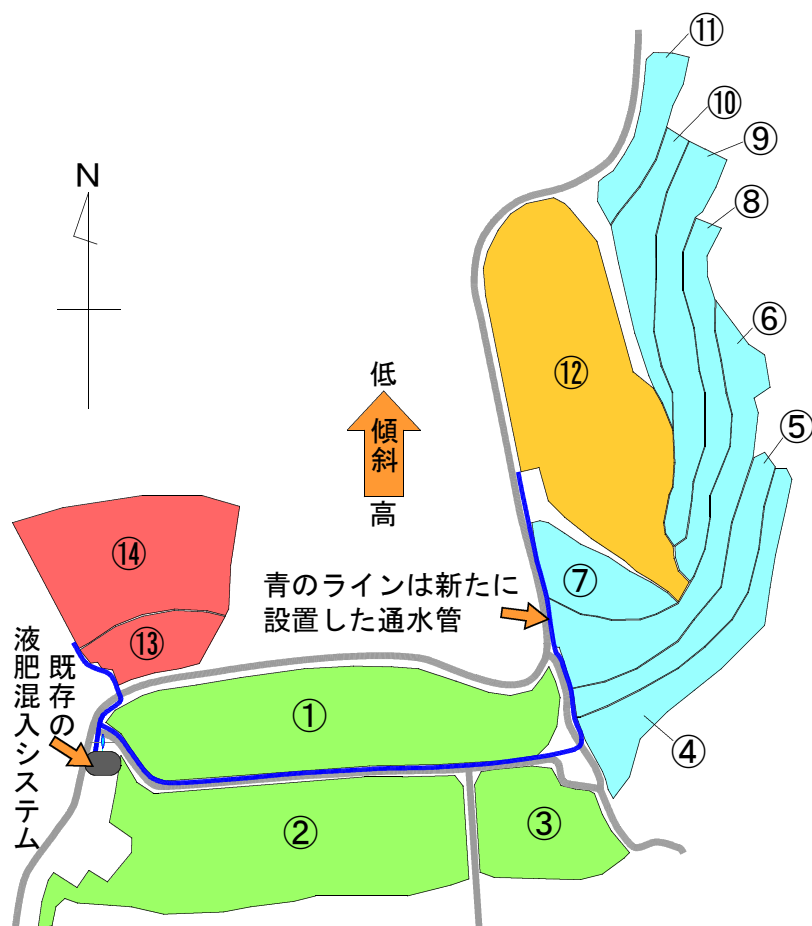 ⑪
⑩
⑨
N
⑧
⑥
低
⑫
傾斜
⑤
高
⑭
青のラインは新たに
設置した通水管
⑦
⑬
既存の
液肥混入システム
①
④
②
③